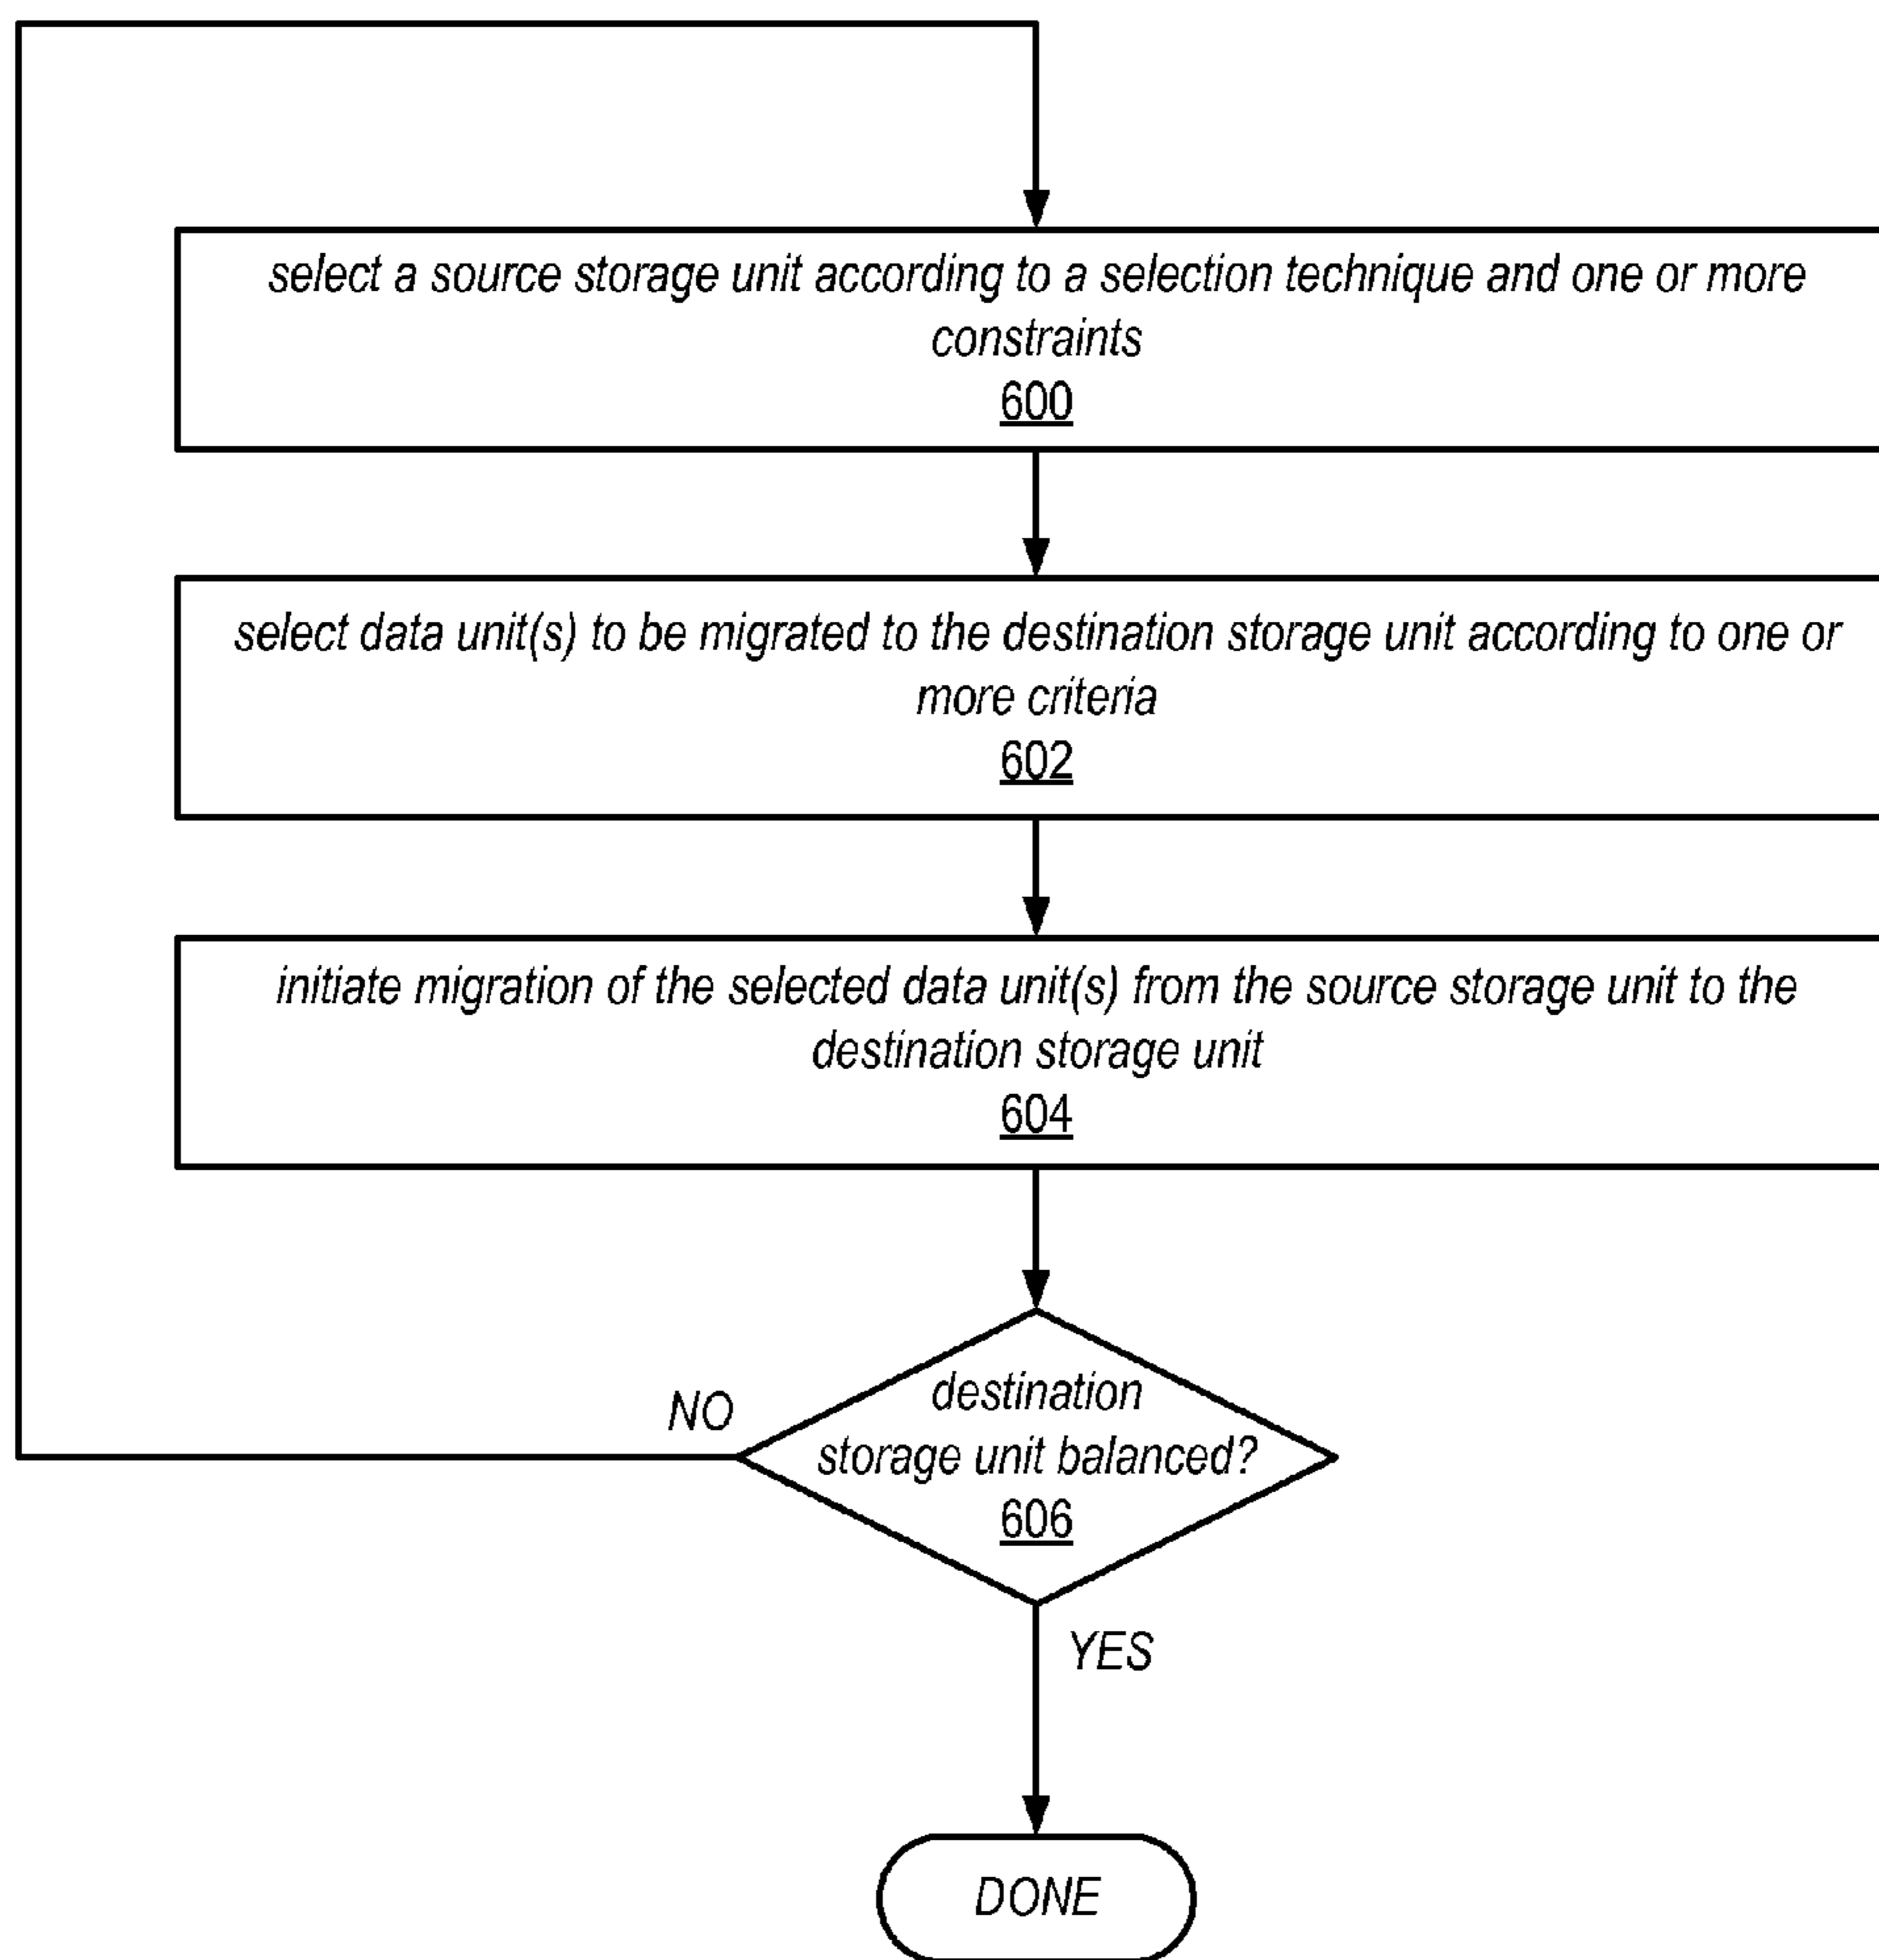 select a source storage unit according to a selection technique and one or more
constraints
600
select data unit(s) to be migrated to the destination storage unit according to one or
more criteria
602
initiate migration of the selected data unit(s) from the source storage unit to the
destination storage unit
604
destination
storage unit balanced?
606
NO
YES
DONE